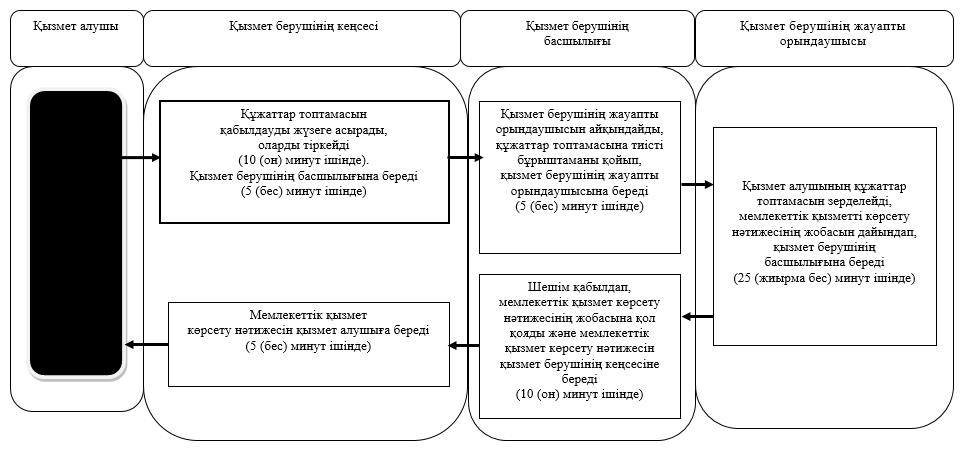 Қызмет алушы
Қызмет берушінің кеңсесі
Қызмет берушінің
басшылығы
Қызмет берушінің жауапты
орындаушысы
Құжаттар топтамасын
қабылдауды жүзеге асырады,
оларды тіркейді
(10 (он) минут ішінде).
Қызмет берушінің басшылығына береді
(5 (бес) минут ішінде)
Қызмет берушінің жауапты
орындаушысын айқындайды,
құжаттар топтамасына тиісті
бұрыштаманы қойып,
қызмет берушінің жауапты
орындаушысына береді
(5 (бес) минут ішінде)
Қызмет алушының құжаттар
топтамасын зерделейді,
мемлекеттік қызметті көрсету
нәтижесінің жобасын дайындап,
қызмет берушінің
басшылығына береді
(25 (жиырма бес) минут ішінде)
Шешім қабылдап,
мемлекеттік қызмет көрсету
нәтижесінің жобасына қол
қояды және мемлекеттік
қызмет көрсету нәтижесін
қызмет берушінің кеңсесіне
береді
(10 (он) минут ішінде)
Мемлекеттік қызмет
көрсету нәтижесін қызмет алушыға береді
(5 (бес) минут ішінде)